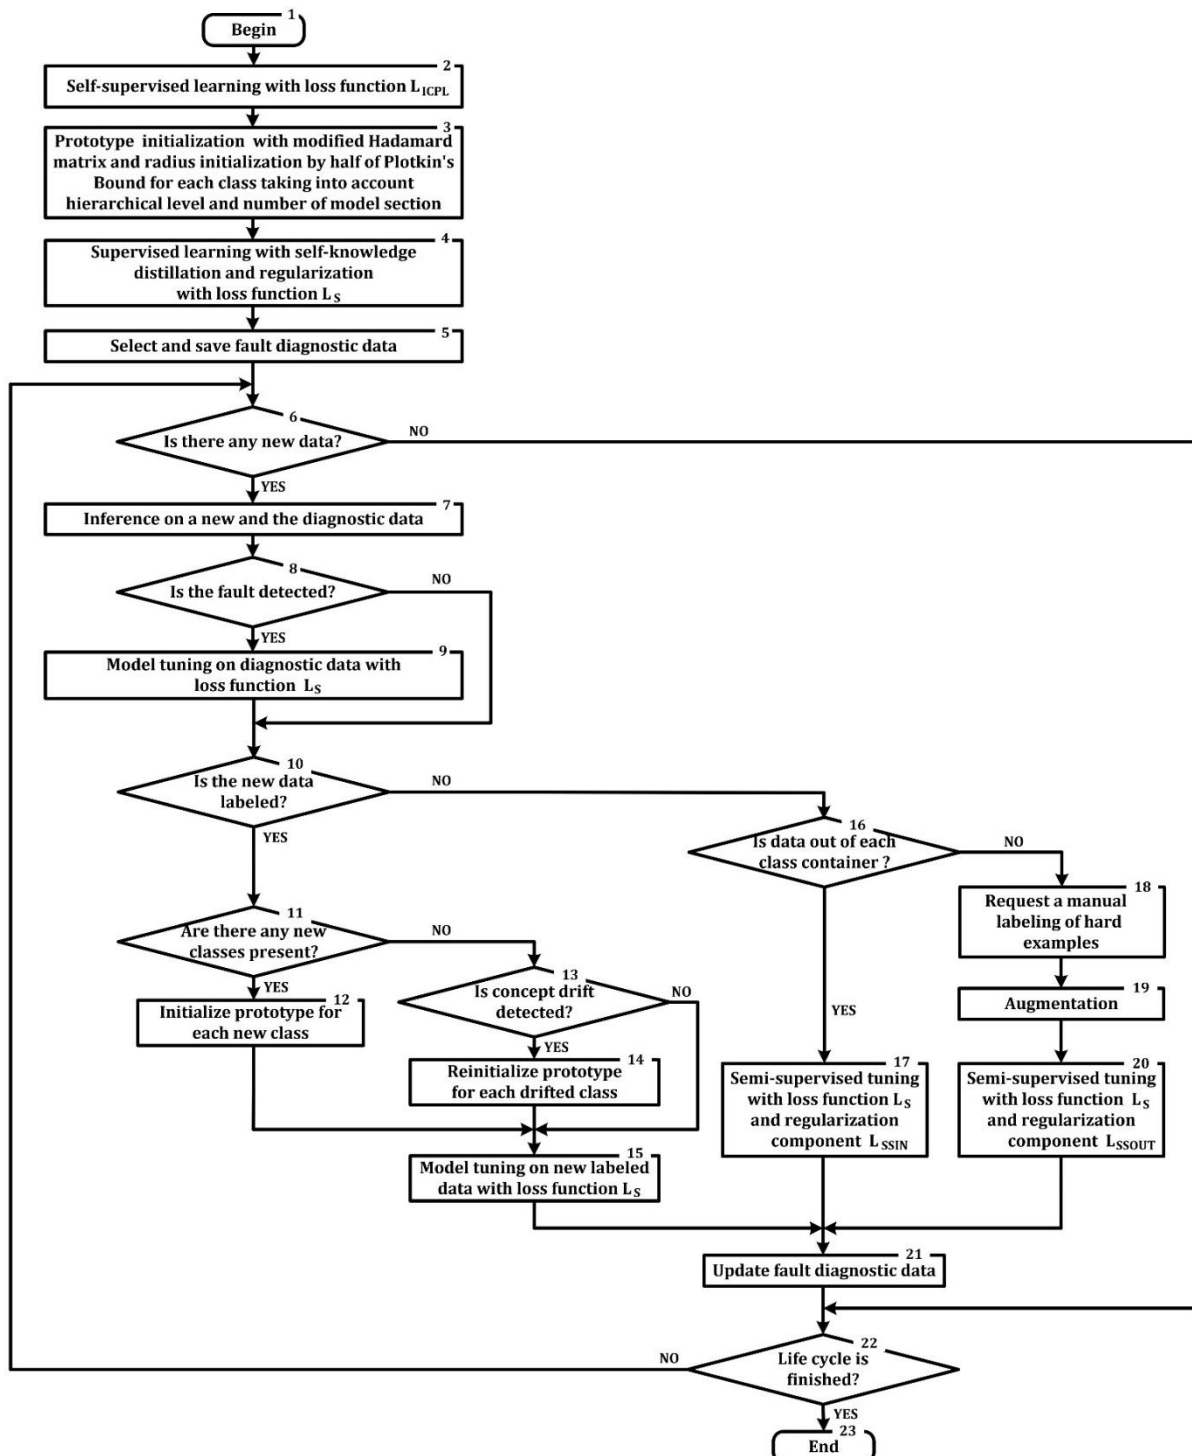 1
Begin
2
Self-supervised learning with loss function L ICPL
3
Prototype initialization with modified Hadamard
matrix and radius initialization by half of Plotkin's
Bound for each class taking into account
hierarchical level and number of model section
4
Supervised learning with self-knowledge
distillation and regularization
with loss function L S
5
Select and save fault diagnostic data
6
Is there any new data?
NO
YES
7
Inference on a new and the diagnostic data
8
Is the fault detected?
NO
YES
9
Model tuning on diagnostic data with
loss function L S
10
Is the new data
labeled?
NO
YES
16
Is data out of each
class container ?
NO
YES
18
Request a manual
labeling of hard
examples
11
Are there any new
classes present?
NO
YES
13
Is concept drift
detected?
NO
YES
19
Augmentation
12
Initialize prototype for
each new class
14
Reinitialize prototype
for each drifted class
17
Semi-supervised tuning
with loss function L S
and regularization
component L SSIN
20
Semi-supervised tuning
with loss function L S
and regularization
component L SSOUT
15
Model tuning on new labeled
data with loss function L S
21
Update fault diagnostic data
22
Life cycle is
finished?
NO
YES
23
End